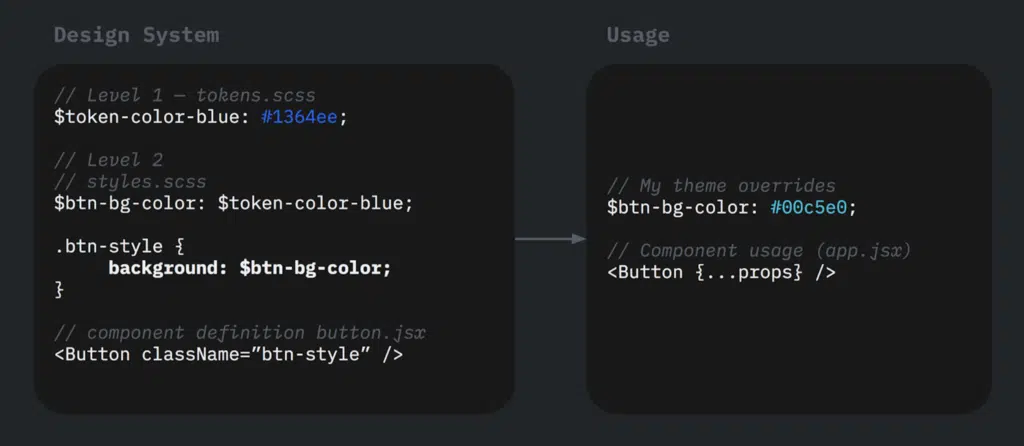 Design System
// Level 1 — tokens.scss
$token-color-blue: #1364ee;
// Level 2
// styles.scss
$btn-bg-color: $token-color-blue;
.btn-style {
background: $btn-bg-color;
}
// component definition button.jsx
<Button className=”btn-style” />
Usage
// My theme overrides
$btn-bg-color: #00c5e0;
// Component usage (app.jsx)
<Button {...props} />